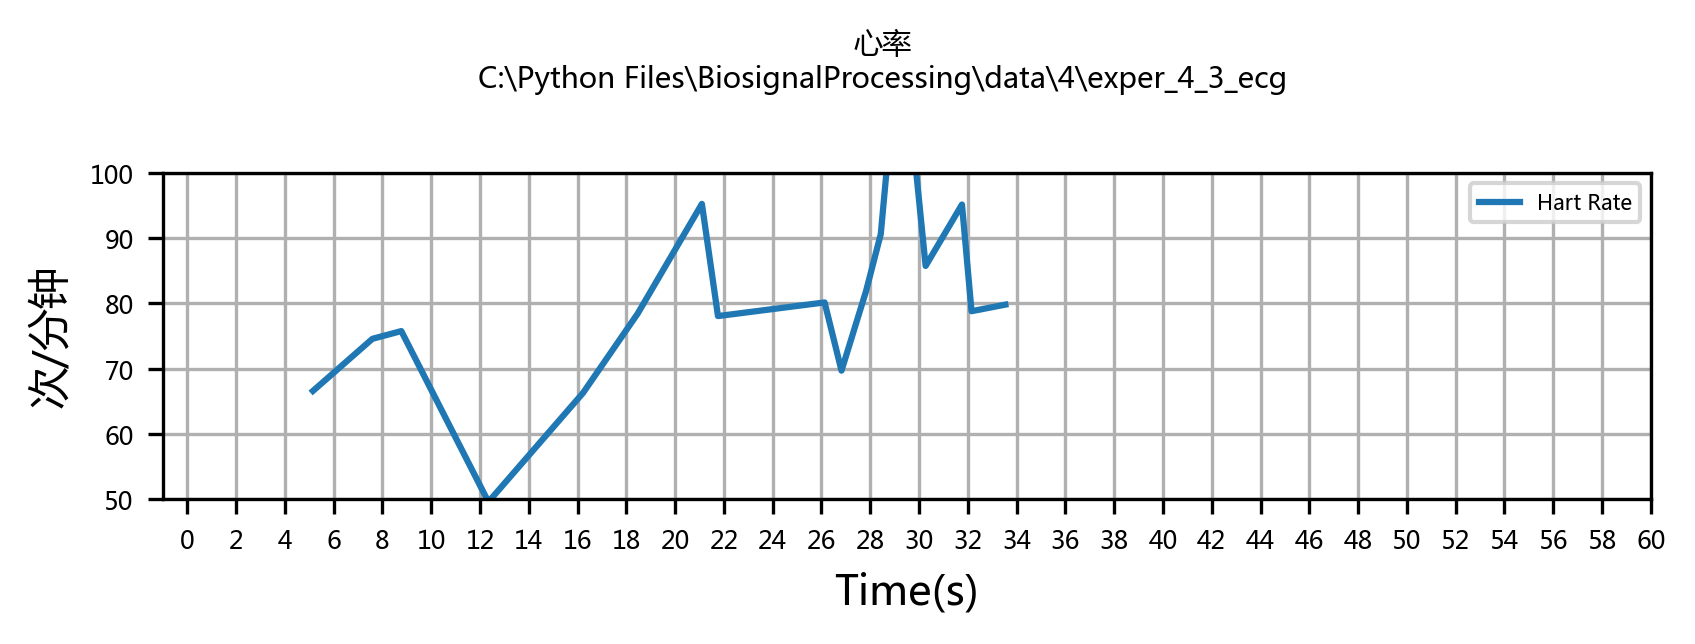 心率
C:\Python Files\BiosignalProcessing\data\4\exper_4_3_ecg
次/分钟
100
90
80
70
60
50
Hart Rate
0 2 4 6 8 10 12 14 16 18 20 22 24 26 28 30 32 34 36 38 40 42 44 46 48 50 52 54 56 58 60
Time(s)